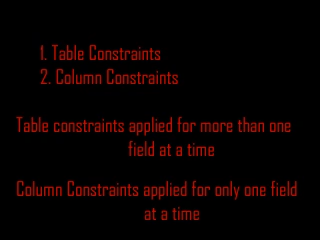 1. Table Constraints
2. Column Constraints
Table constraints applied for more than one
field at a time
Column Constraints applied for only one field
at a time